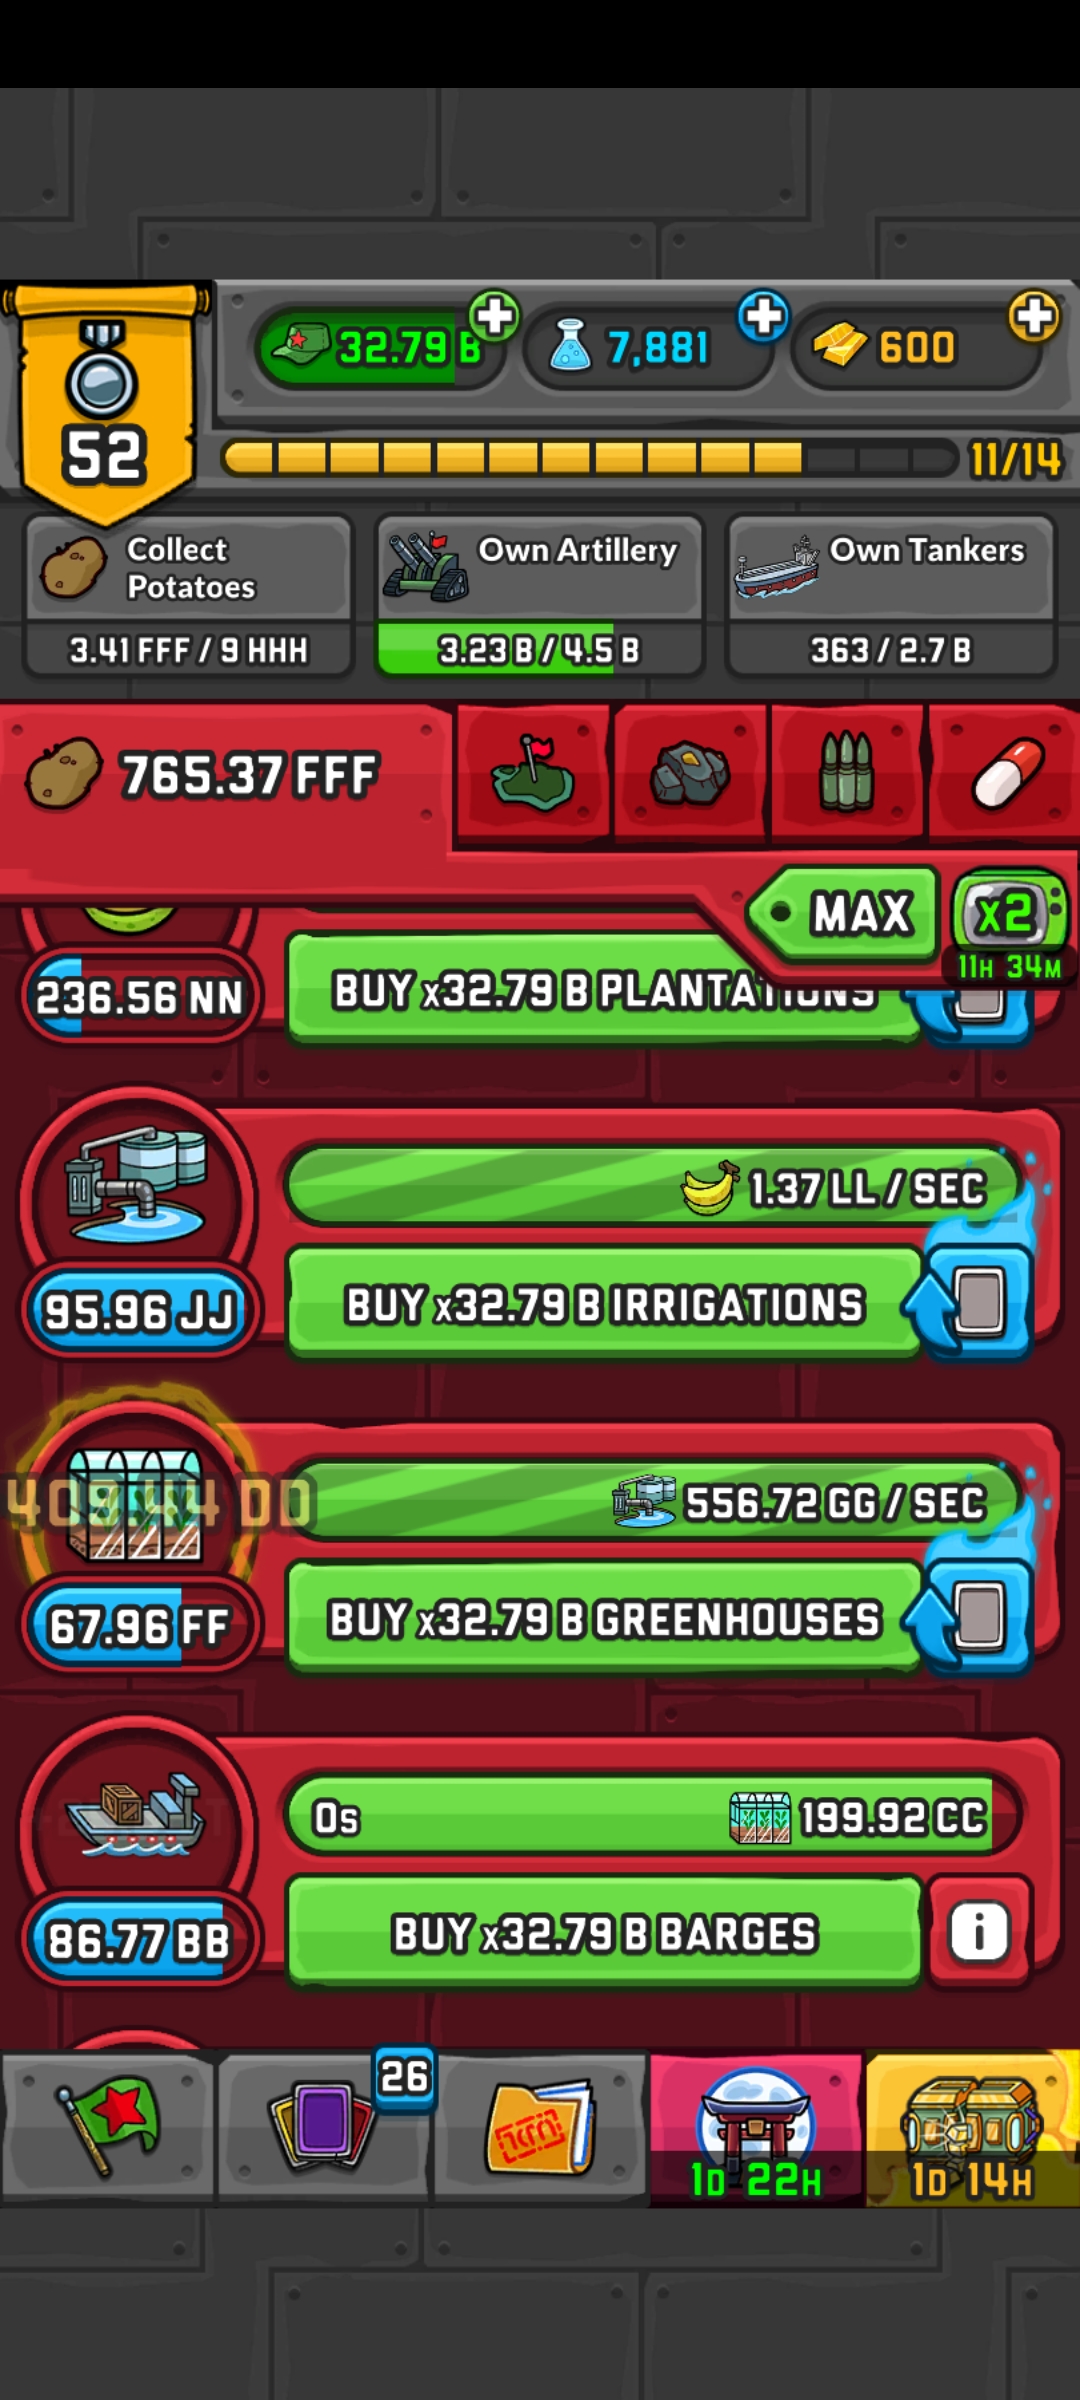 52
32.79 B
7,881
600
11/14
Collect
Potatoes
3.41 FFF / 9 HHH
Own Artillery
3.23 B / 4.5 B
Own Tankers
363 / 2.7 B
765.37 FFF
MAX
x2
11H 34M
236.56 NN
BUY x32.79 B PLANTATIONS
1.37 LL / SEC
95.96 JJ
BUY x32.79 B IRRIGATIONS
409.44 DD
556.72 GG / SEC
67.96 FF
BUY x32.79 B GREENHOUSES
0s
199.92 CC
86.77 BB
BUY x32.79 B BARGES
i
26
1D 22H
1D 14H